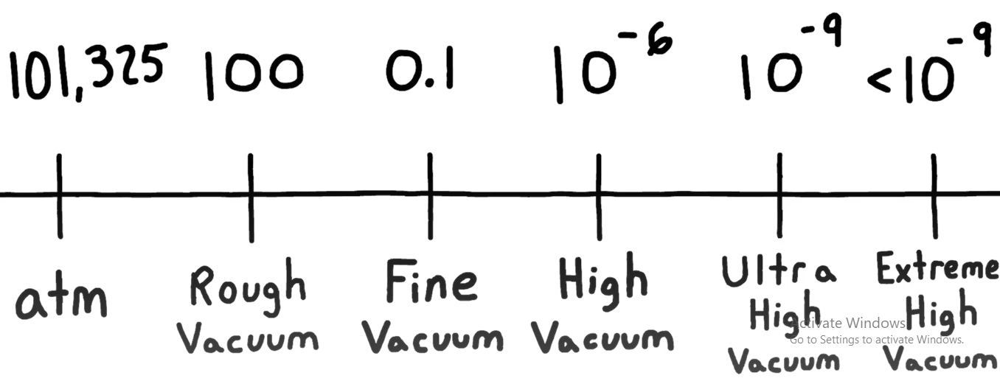 101,325 100 0.1 10⁻⁶ 10⁻⁹ <10⁻⁹
atm
Rough
Vacuum
Fine
Vacuum
High
Vacuum
Ultra
High
Vacuum
Extreme
High
Vacuum
Activate Windows
Go to Settings to activate Windows.